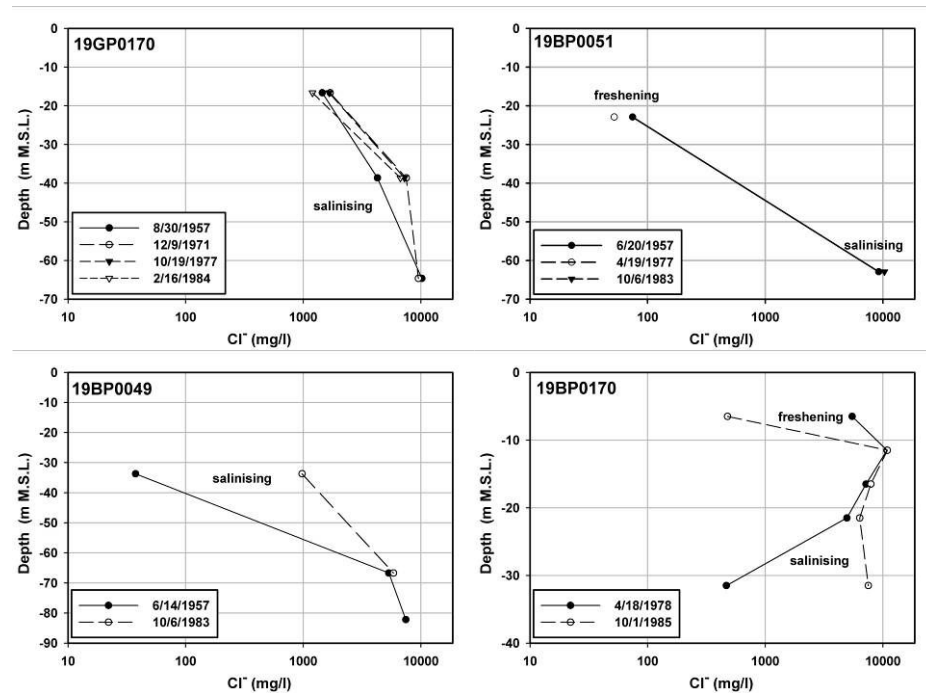 19GP0170
0
-10
-20
-30
-40
-50
-60
-70
Depth (m M.S.L.)
salinising
8/30/1957
12/9/1971
10/19/1977
2/16/1984
10 100 1000 10000
Cl⁻ (mg/l)
19BP0051
0
-10
-20
-30
-40
-50
-60
-70
Depth (m M.S.L.)
freshening
salinising
6/20/1957
4/19/1977
10/6/1983
10 100 1000 10000
Cl⁻ (mg/l)
19BP0049
0
-10
-20
-30
-40
-50
-60
-70
-80
-90
Depth (m M.S.L.)
salinising
6/14/1957
10/6/1983
10 100 1000 10000
Cl⁻ (mg/l)
19BP0170
0
-10
-20
-30
-40
Depth (m M.S.L.)
freshening
salinising
4/18/1978
10/1/1985
10 100 1000 10000
Cl⁻ (mg/l)